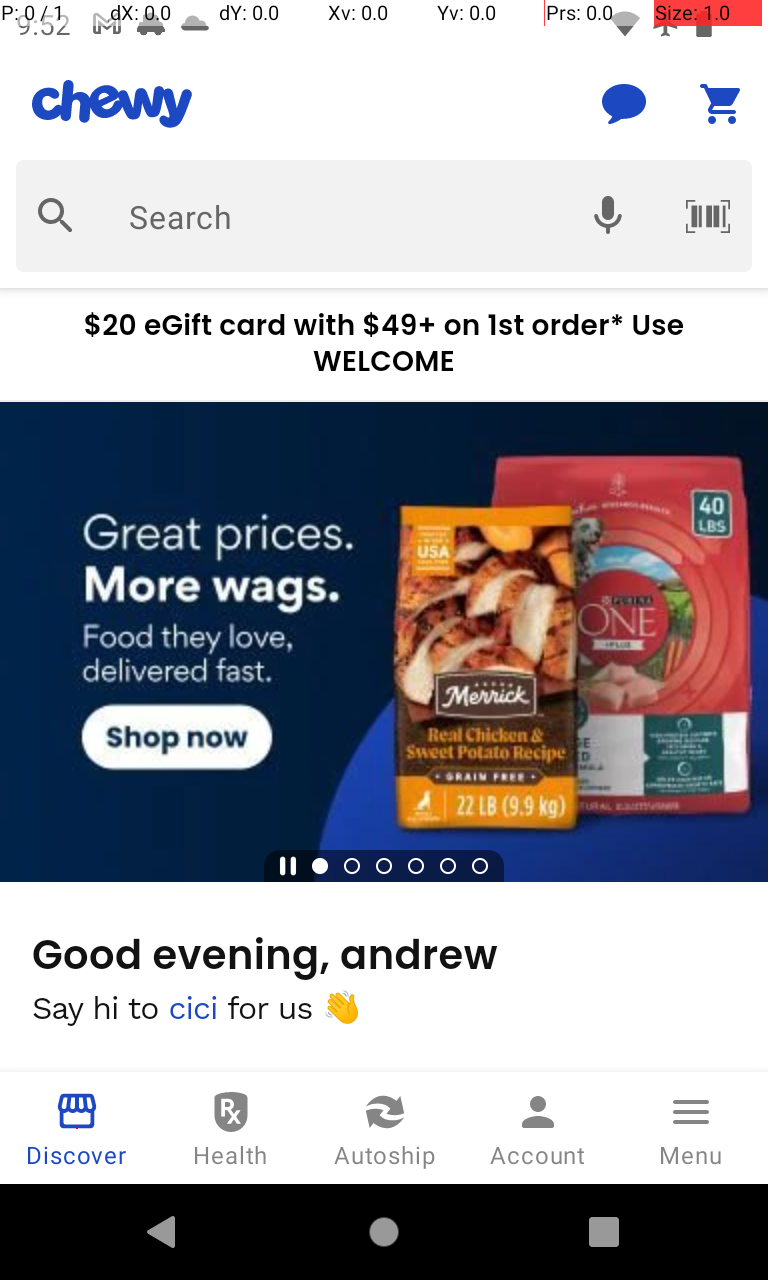 P: 0 / 1 dX: 0.0 dY: 0.0 Xv: 0.0 Yv: 0.0 Prs: 0.0 Size: 1.0
9:52
chewy
Search
$20 eGift card with $49+ on 1st order* Use
WELCOME
Great prices.
More wags.
Food they love,
delivered fast.
Shop now
40
LBS
USA
PURINA
ONE
+PLUS
Merrick
Real Chicken &
Sweet Potato Recipe
GRAIN FREE
22 LB (9.9 kg)
Good evening, andrew
Say hi to cici for us 👋
Discover
Health
Autoship
Account
Menu